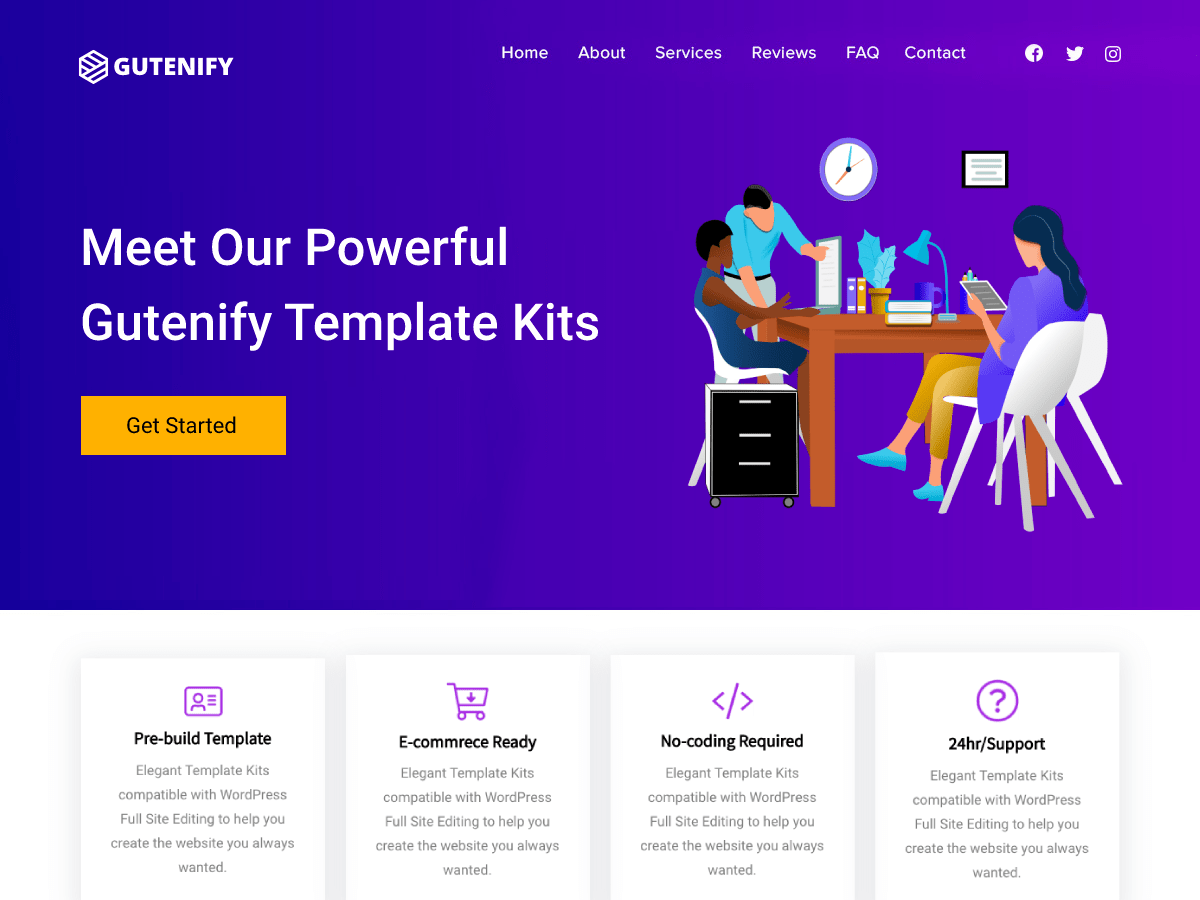 GUTENIFY
Home About Services Reviews FAQ Contact
Meet Our Powerful
Gutenify Template Kits
Get Started
Pre-build Template
Elegant Template Kits
compatible with WordPress
Full Site Editing to help you
create the website you always
wanted.
E-commrece Ready
Elegant Template Kits
compatible with WordPress
Full Site Editing to help you
create the website you always
wanted.
No-coding Required
Elegant Template Kits
compatible with WordPress
Full Site Editing to help you
create the website you always
wanted.
24hr/Support
Elegant Template Kits
compatible with WordPress
Full Site Editing to help you
create the website you always
wanted.